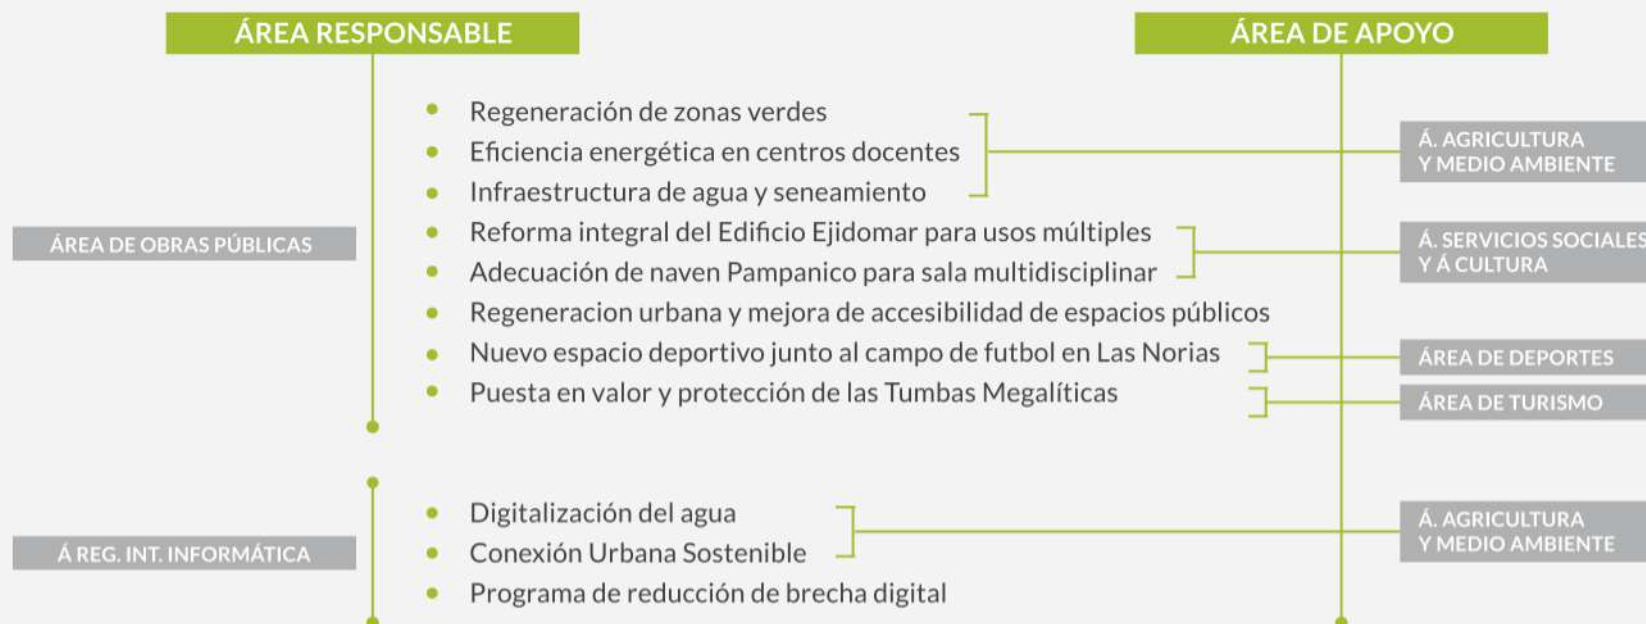 ÁREA RESPONSABLE
ÁREA DE APOYO
Regeneración de zonas verdes
Eficiencia energética en centros docentes
Infraestructura de agua y seneamiento
Á. AGRICULTURA
Y MEDIO AMBIENTE
ÁREA DE OBRAS PÚBLICAS
Reforma integral del Edificio Ejidomar para usos múltiples
Adecuación de naven Pampanico para sala multidisciplinar
Á. SERVICIOS SOCIALES
Y Á CULTURA
Regeneracion urbana y mejora de accesibilidad de espacios públicos
Nuevo espacio deportivo junto al campo de futbol en Las Norias
ÁREA DE DEPORTES
Puesta en valor y protección de las Tumbas Megalíticas
ÁREA DE TURISMO
Á REG. INT. INFORMÁTICA
Digitalización del agua
Conexión Urbana Sostenible
Á. AGRICULTURA
Y MEDIO AMBIENTE
Programa de reducción de brecha digital